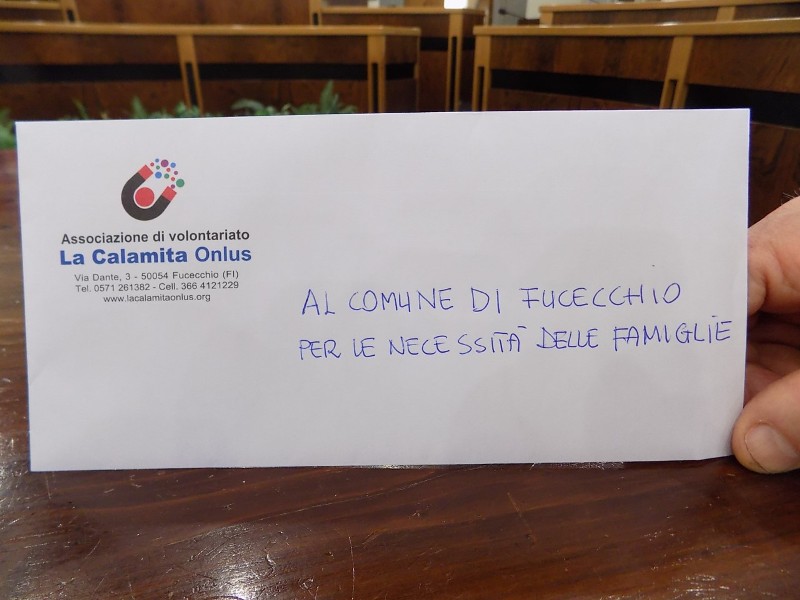 Associazione di volontariato
La Calamita Onlus
Via Dante, 3 - 50054 Fucecchio (FI)
Tel. 0571 261382 - Cell. 366 4121229
www.lacalamitaonlus.org
AL COMUNE DI FUCECCHIO
PER LE NECESSITÀ DELLE FAMIGLIE